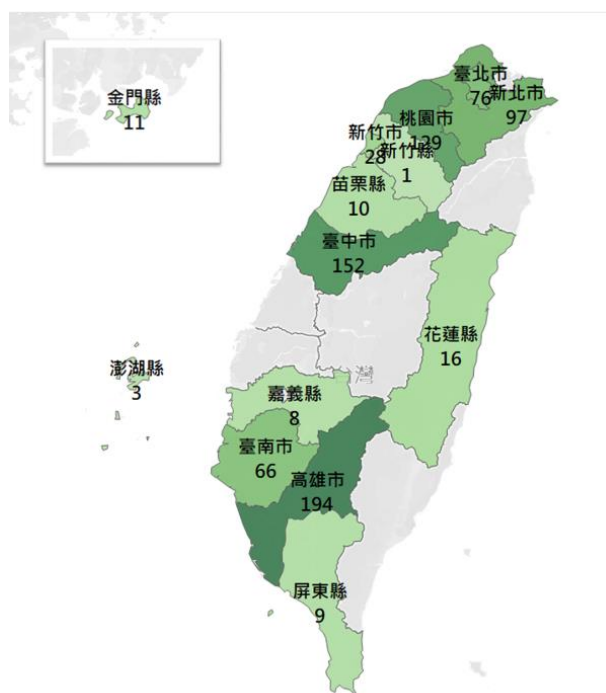 金門縣
11
臺北市
76
新北市
97
桃園市
129
新竹市
28
新竹縣
1
苗栗縣
10
臺中市
152
花蓮縣
16
澎湖縣
3
嘉義縣
8
臺南市
66
高雄市
194
屏東縣
9